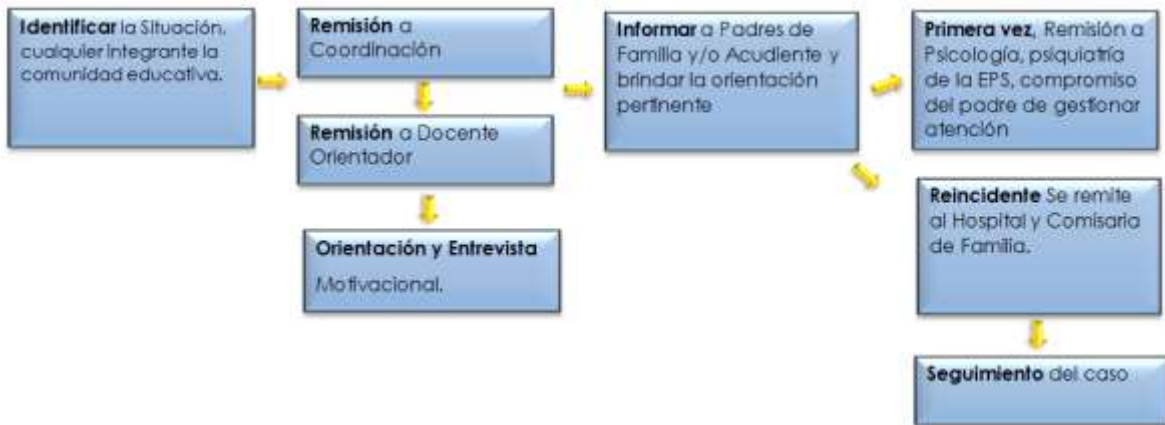 Identificar la Situación,
cualquier integrante la
comunidad educativa.
Remisión a
Coordinación
Remisión a Docente
Orientador
Orientación y Entrevista
Motivacional.
Informar a Padres de
Familia y/o Acudiente y
brindar la orientación
pertinente
Primera vez, Remisión a
Psicología, psiquiatría
de la EPS, compromiso
del padre de gestionar
atención
Reincidente Se remite
al Hospital y Comisaria
de Familia.
Seguimiento del caso